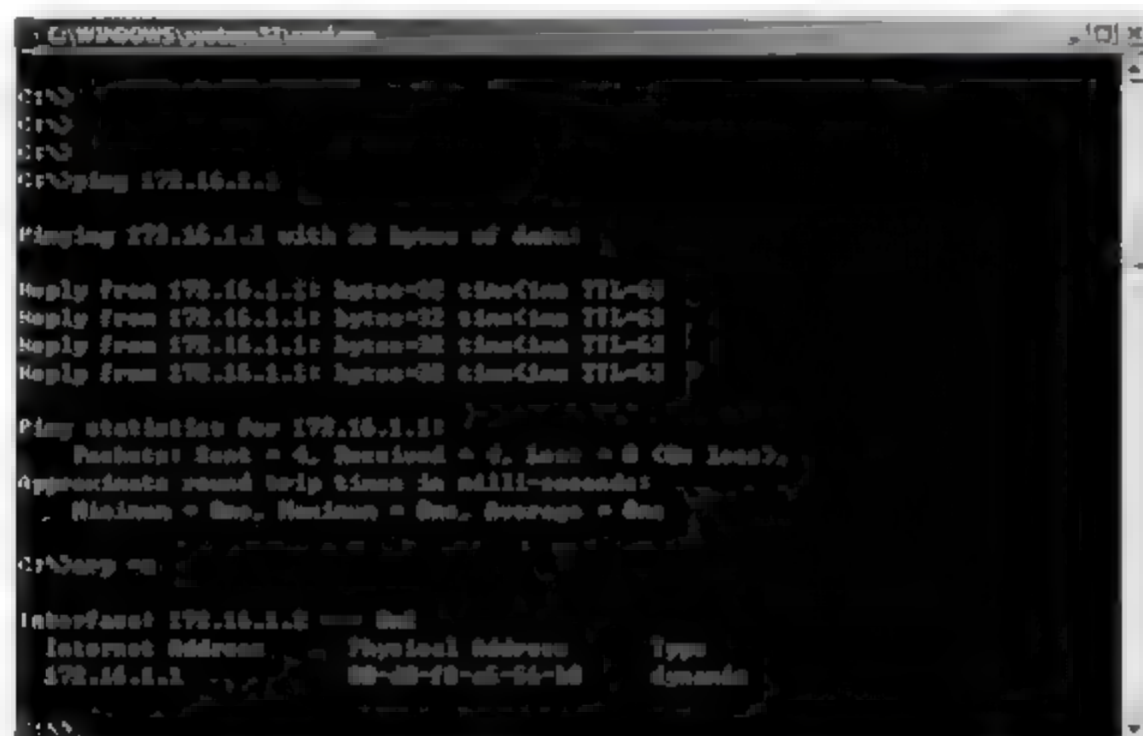 C:\WINDOWS\system32\
C:\>
C:\>
C:\>
C:\>ping 172.16.1.1
Pinging 172.16.1.1 with 32 bytes of data:
Reply from 172.16.1.1: bytes=32 time<1ms TTL=63
Reply from 172.16.1.1: bytes=32 time<1ms TTL=63
Reply from 172.16.1.1: bytes=32 time<1ms TTL=63
Reply from 172.16.1.1: bytes=32 time<1ms TTL=63
Ping statistics for 172.16.1.1:
Packets: Sent = 4, Received = 4, Lost = 0 (0% loss),
Approximate round trip times in milli-seconds:
Minimum = 0ms, Maximum = 0ms, Average = 0ms
C:\>arp -a
Interface: 172.16.1.2 ---
Internet Address Physical Address Type
172.16.1.1 dynamic
C:\>